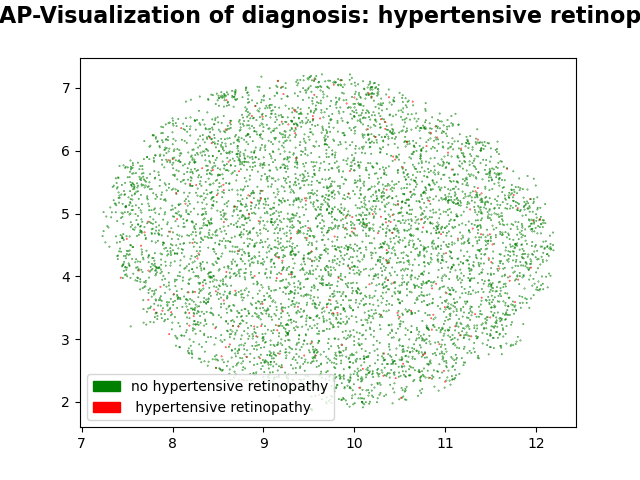 AP-Visualization of diagnosis: hypertensive retinop
7
6
5
4
3
2
no hypertensive retinopathy
hypertensive retinopathy
7 8 9 10 11 12